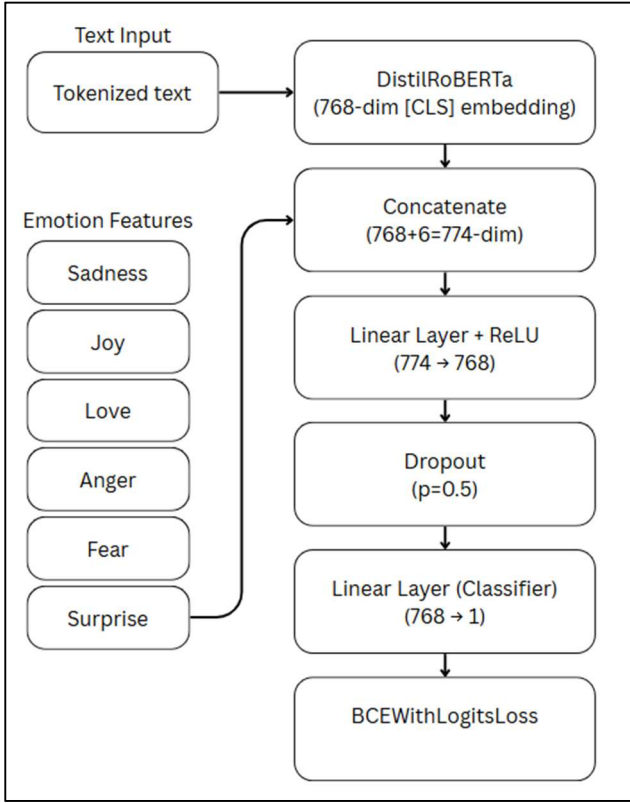 Text Input
Tokenized text
DistilRoBERTa
(768-dim [CLS] embedding)
Emotion Features
Sadness
Joy
Love
Anger
Fear
Surprise
Concatenate
(768+6=774-dim)
Linear Layer + ReLU
(774 → 768)
Dropout
(p=0.5)
Linear Layer (Classifier)
(768 → 1)
BCEWithLogitsLoss